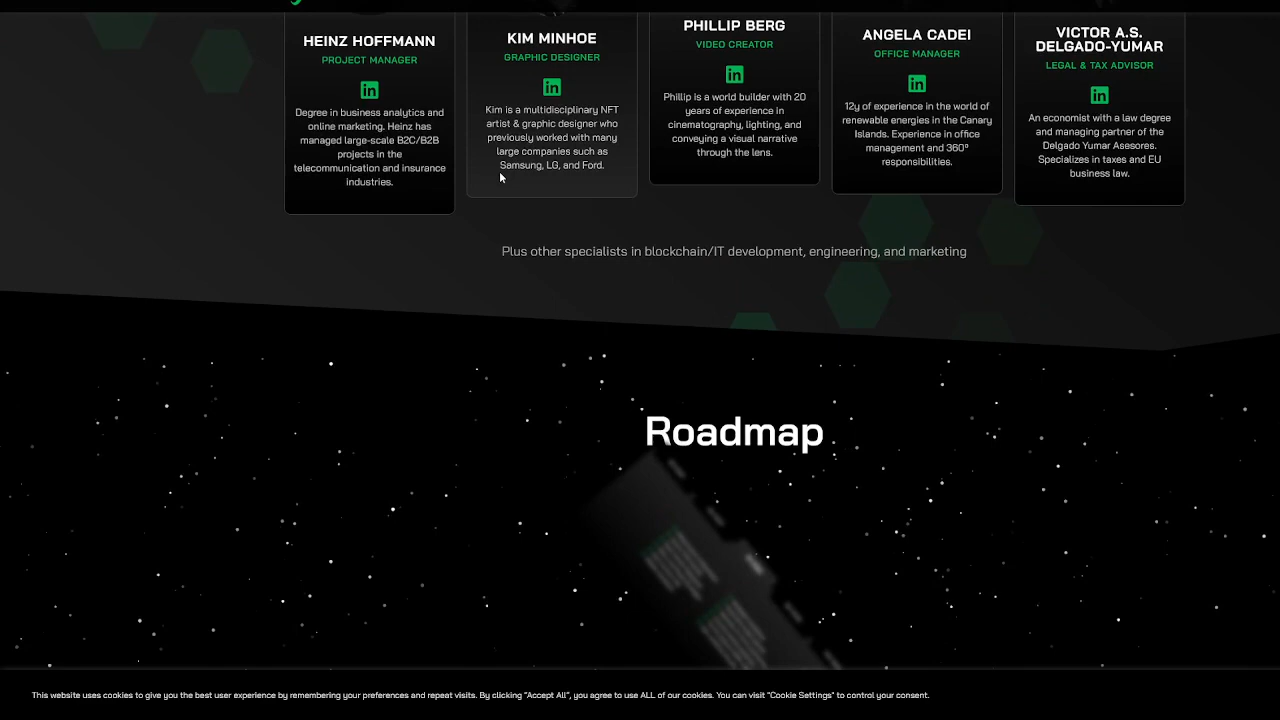 HEINZ HOFFMANN
PROJECT MANAGER
in
Degree in business analytics and
online marketing. Heinz has
managed large-scale B2C/B2B
projects in the
telecommunication and insurance
industries.
KIM MINHOE
GRAPHIC DESIGNER
in
Kim is a multidisciplinary NFT
artist & graphic designer who
previously worked with many
large companies such as
Samsung, LG, and Ford.
PHILLIP BERG
VIDEO CREATOR
in
Phillip is a world builder with 20
years of experience in
cinematography, lighting, and
conveying a visual narrative
through the lens.
ANGELA CADEI
OFFICE MANAGER
in
12y of experience in the world of
renewable energies in the Canary
Islands. Experience in office
management and 360º
responsibilities.
VICTOR A.S.
DELGADO-YUMAR
LEGAL & TAX ADVISOR
in
An economist with a law degree
and managing partner of the
Delgado Yumar Asesores.
Specializes in taxes and EU
business law.
Plus other specialists in blockchain/IT development, engineering, and marketing
Roadmap
This website uses cookies to give you the best user experience by remembering your preferences and repeat visits. By clicking "Accept All", you agree to use ALL of our cookies. You can visit "Cookie Settings" to control your consent.